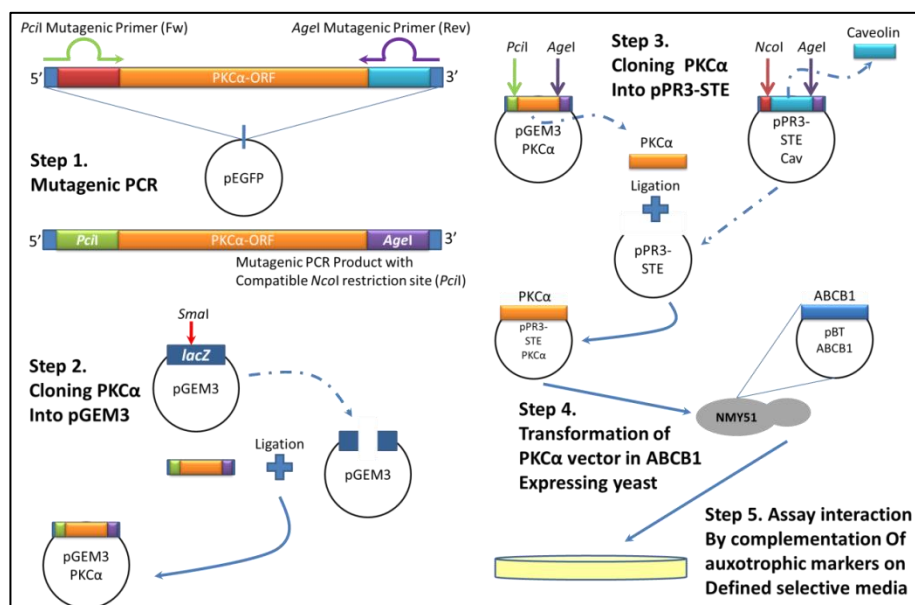 PciI Mutagenic Primer (Fw)
AgeI Mutagenic Primer (Rev)
5’
PKCα-ORF
3’
Step 1.
Mutagenic PCR
pEGFP
5’
PciI
PKCα-ORF
AgeI
3’
Mutagenic PCR Product with
Compatible NcoI restriction site (PciI)
SmaI
lacZ
pGEM3
Step 2.
Cloning PKCα
Into pGEM3
Ligation
pGEM3
pGEM3
PKCα
PciI
AgeI
Step 3.
Cloning PKCα
Into pPR3-STE
NcoI
AgeI
Caveolin
pGEM3
PKCα
pPR3-
STE
Cav
PKCα
Ligation
pPR3-
STE
PKCα
pPR3-
STE
PKCα
ABCB1
pBT
ABCB1
NMY51
Step 4.
Transformation of
PKCα vector in ABCB1
Expressing yeast
Step 5. Assay interaction
By complementation Of
auxotrophic markers on
Defined selective media